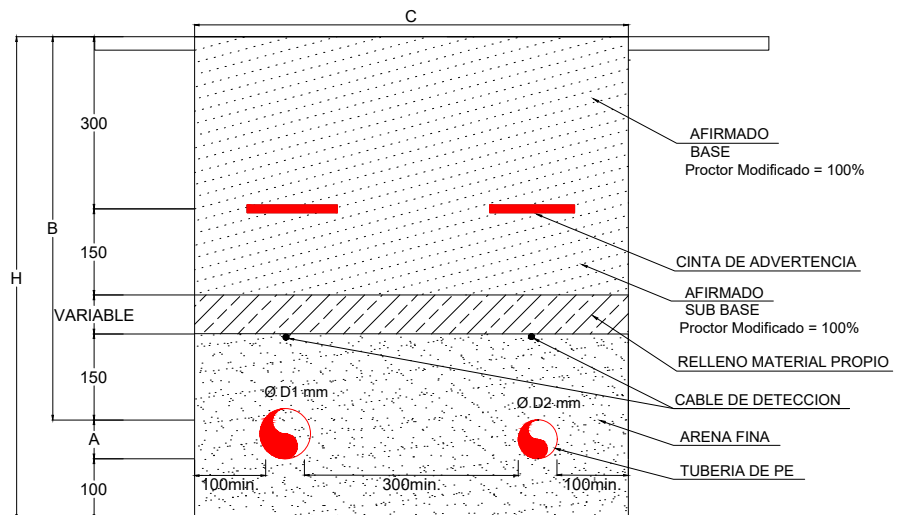 C
300
AFIRMADO
BASE
Proctor Modificado = 100%
B
H
150
CINTA DE ADVERTENCIA
AFIRMADO
SUB BASE
Proctor Modificado = 100%
VARIABLE
RELLENO MATERIAL PROPIO
150
CABLE DE DETECCION
Ø D1 mm
Ø D2 mm
ARENA FINA
A
TUBERIA DE PE
100
100min.
300min.
100min.